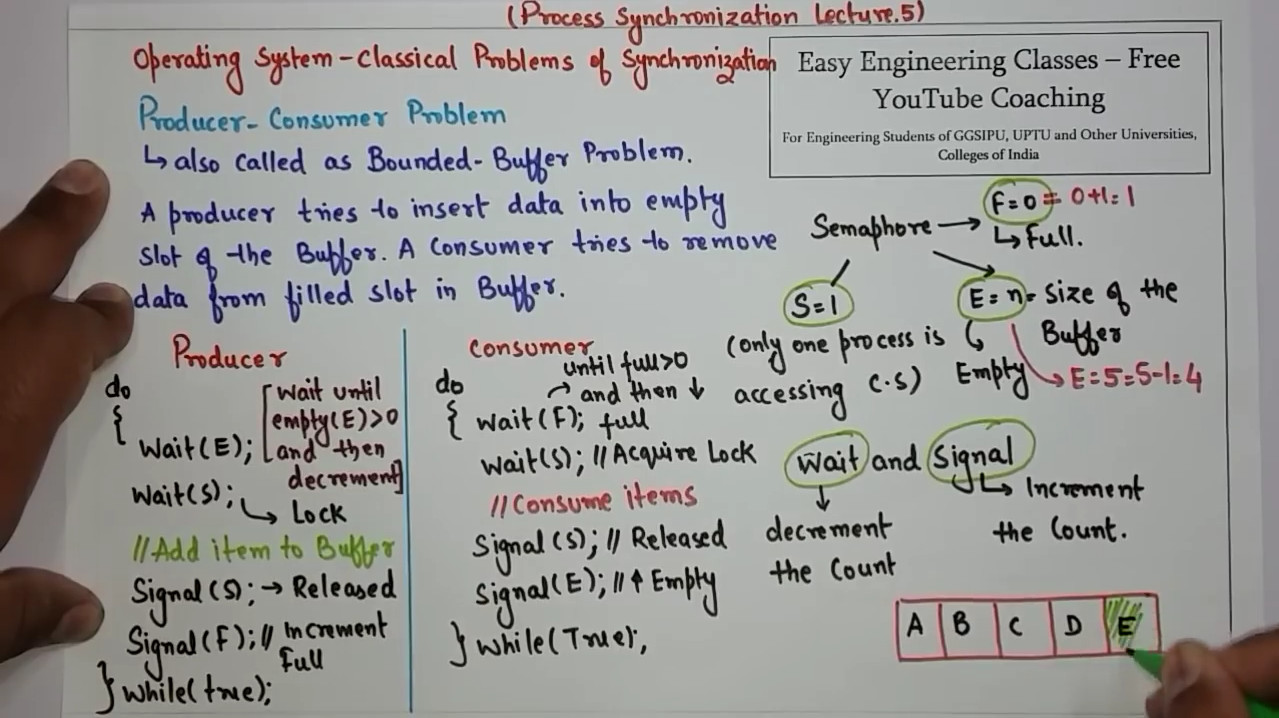 (Process Synchronization Lecture.5)
Operating System-Classical Problems of Synchronization
Easy Engineering Classes – Free
YouTube Coaching
For Engineering Students of GGSIPU, UPTU and Other Universities,
Colleges of India
Producer-Consumer Problem
↳ also called as Bounded-Buffer Problem.
A producer tries to insert data into empty
slot of the Buffer. A Consumer tries to remove
data from filled slot in Buffer.
Semaphore → F=0 = 0+1=1
↳ full.
S=1
(only one process is
accessing C.S)
E=n= Size of the
Buffer
Empty
E=5=5-1=4
Producer
do
{
Wait(E); [Wait until
empty(E)>0
and then
decrement]
Wait(S); ↳ Lock
//Add item to Buffer
Signal(S); → Released
Signal(F); // Increment
full
} while(true);
Consumer
do
{ Wait(F); → until full>0
and then ↓
full
Wait(S); // Acquire Lock
//Consume items
Signal(S); // Released
Signal(E); // ↑ Empty
} while(True);
Wait and Signal
↓ decrement
the Count
↳ Increment
the Count.
A B C D E